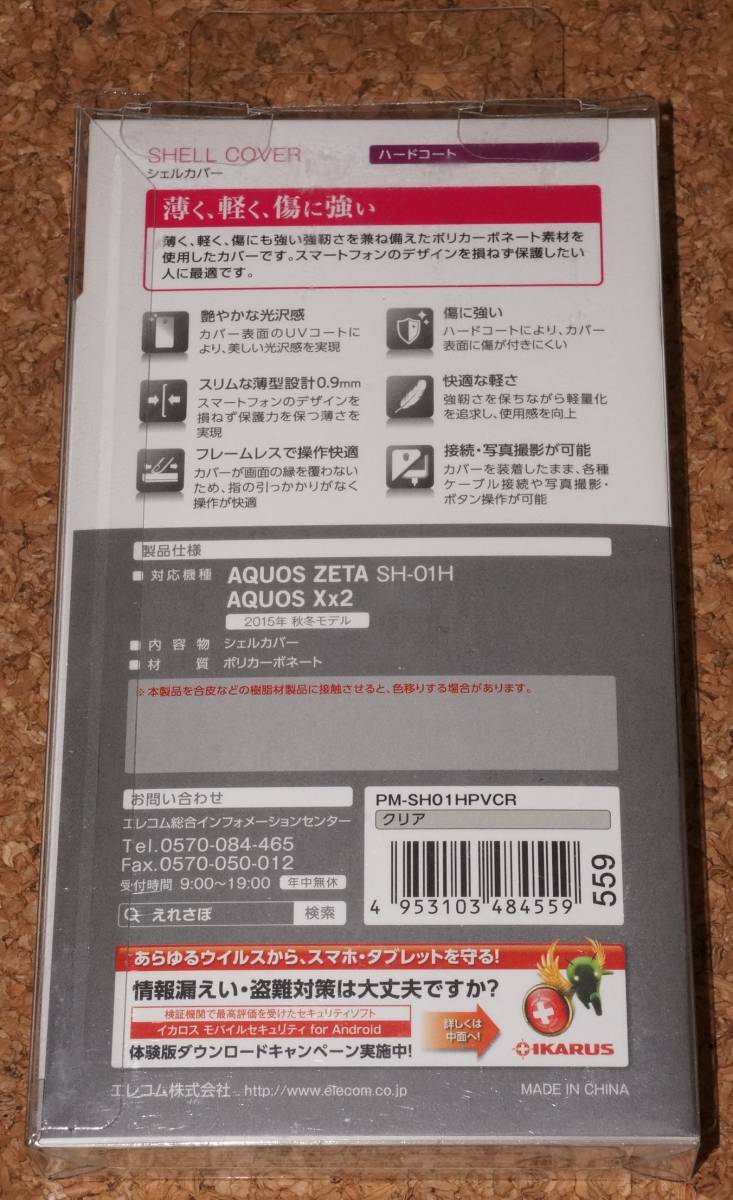 SHELL COVER
シェルカバー
ハードコート
薄く、軽く、傷に強い
薄く、軽く、傷にも強い強靭さを兼ね備えたポリカーボネート素材を
使用したカバーです。スマートフォンのデザインを損ねず保護したい
人に最適です。
艶やかな光沢感
カバー表面のUVコートに
より、美しい光沢感を実現
傷に強い
ハードコートにより、カバー
表面に傷が付きにくい
スリムな薄型設計0.9mm
スマートフォンのデザインを
損ねず保護力を保つ薄さを
実現
快適な軽さ
強靭さを保ちながら軽量化
を追求し、使用感を向上
フレームレスで操作快適
カバーが画面の縁を覆わない
ため、指の引っかかりがなく
操作が快適
接続・写真撮影が可能
カバーを装着したまま、各種
ケーブル接続や写真撮影・
ボタン操作が可能
製品仕様
■対応機種 AQUOS ZETA SH-01H
AQUOS Xx2
2015年 秋冬モデル
■内容物 シェルカバー
■材質 ポリカーボネート
※本製品を合皮などの樹脂材製品に接触させると、色移りする場合があります。
お問い合わせ
エレコム総合インフォメーションセンター
Tel.0570-084-465
Fax.0570-050-012
受付時間 9:00〜19:00 年中無休
えれさぽ 検索
PM-SH01HPVCR
クリア
4 953103 484559
559
あらゆるウイルスから、スマホ・タブレットを守る!
情報漏えい・盗難対策は大丈夫ですか?
検証機関で最高評価を受けたセキュリティソフト
イカロス モバイルセキュリティ for Android
体験版ダウンロードキャンペーン実施中!
詳しくは
中面へ!
IKARUS
エレコム株式会社 http://www.elecom.co.jp
MADE IN CHINA